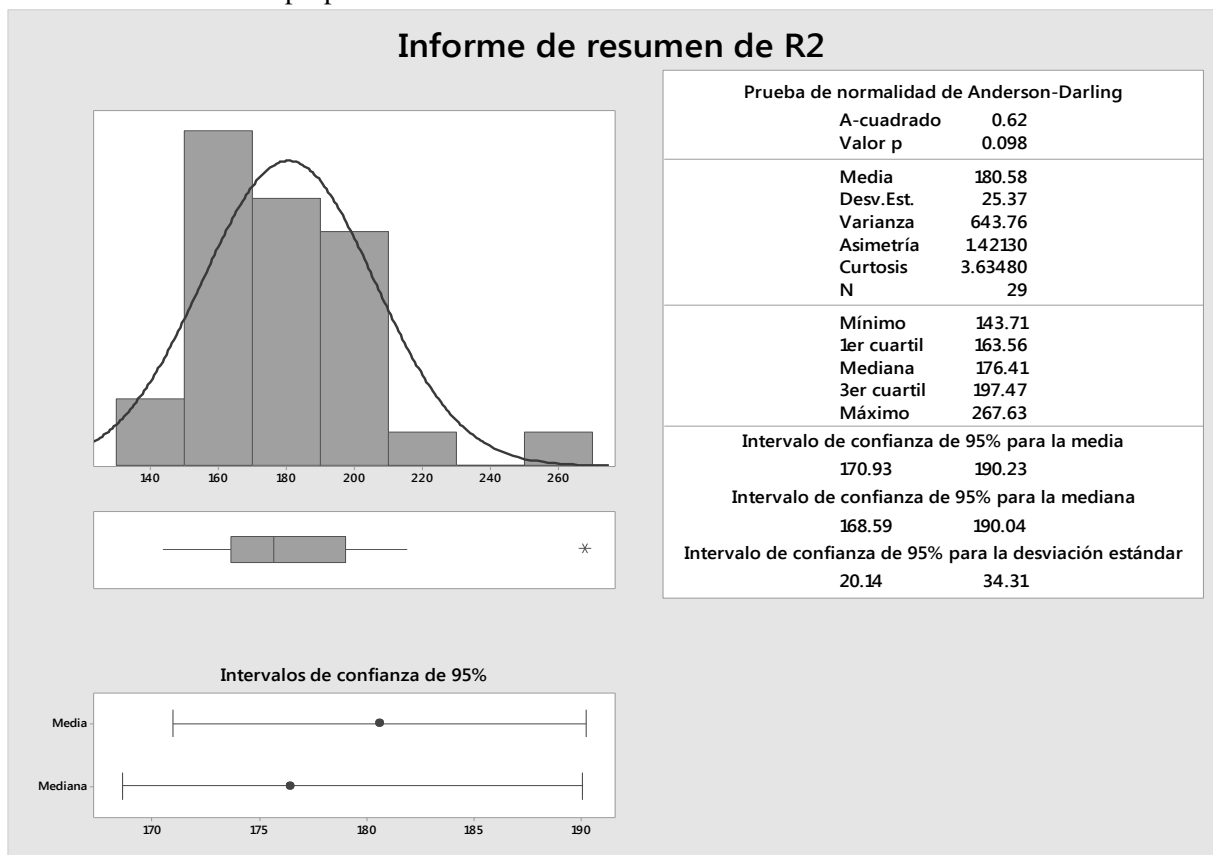 Informe de resumen de R2
Prueba de normalidad de Anderson-Darling
A-cuadrado 0.62
Valor p 0.098
Media 180.58
Desv.Est. 25.37
Varianza 643.76
Asimetría 1.42130
Curtosis 3.63480
N 29
Mínimo 143.71
1er cuartil 163.56
Mediana 176.41
3er cuartil 197.47
Máximo 267.63
Intervalo de confianza de 95% para la media
170.93 190.23
Intervalo de confianza de 95% para la mediana
168.59 190.04
Intervalo de confianza de 95% para la desviación estándar
20.14 34.31
140 160 180 200 220 240 260
Intervalos de confianza de 95%
Media
Mediana
170 175 180 185 190